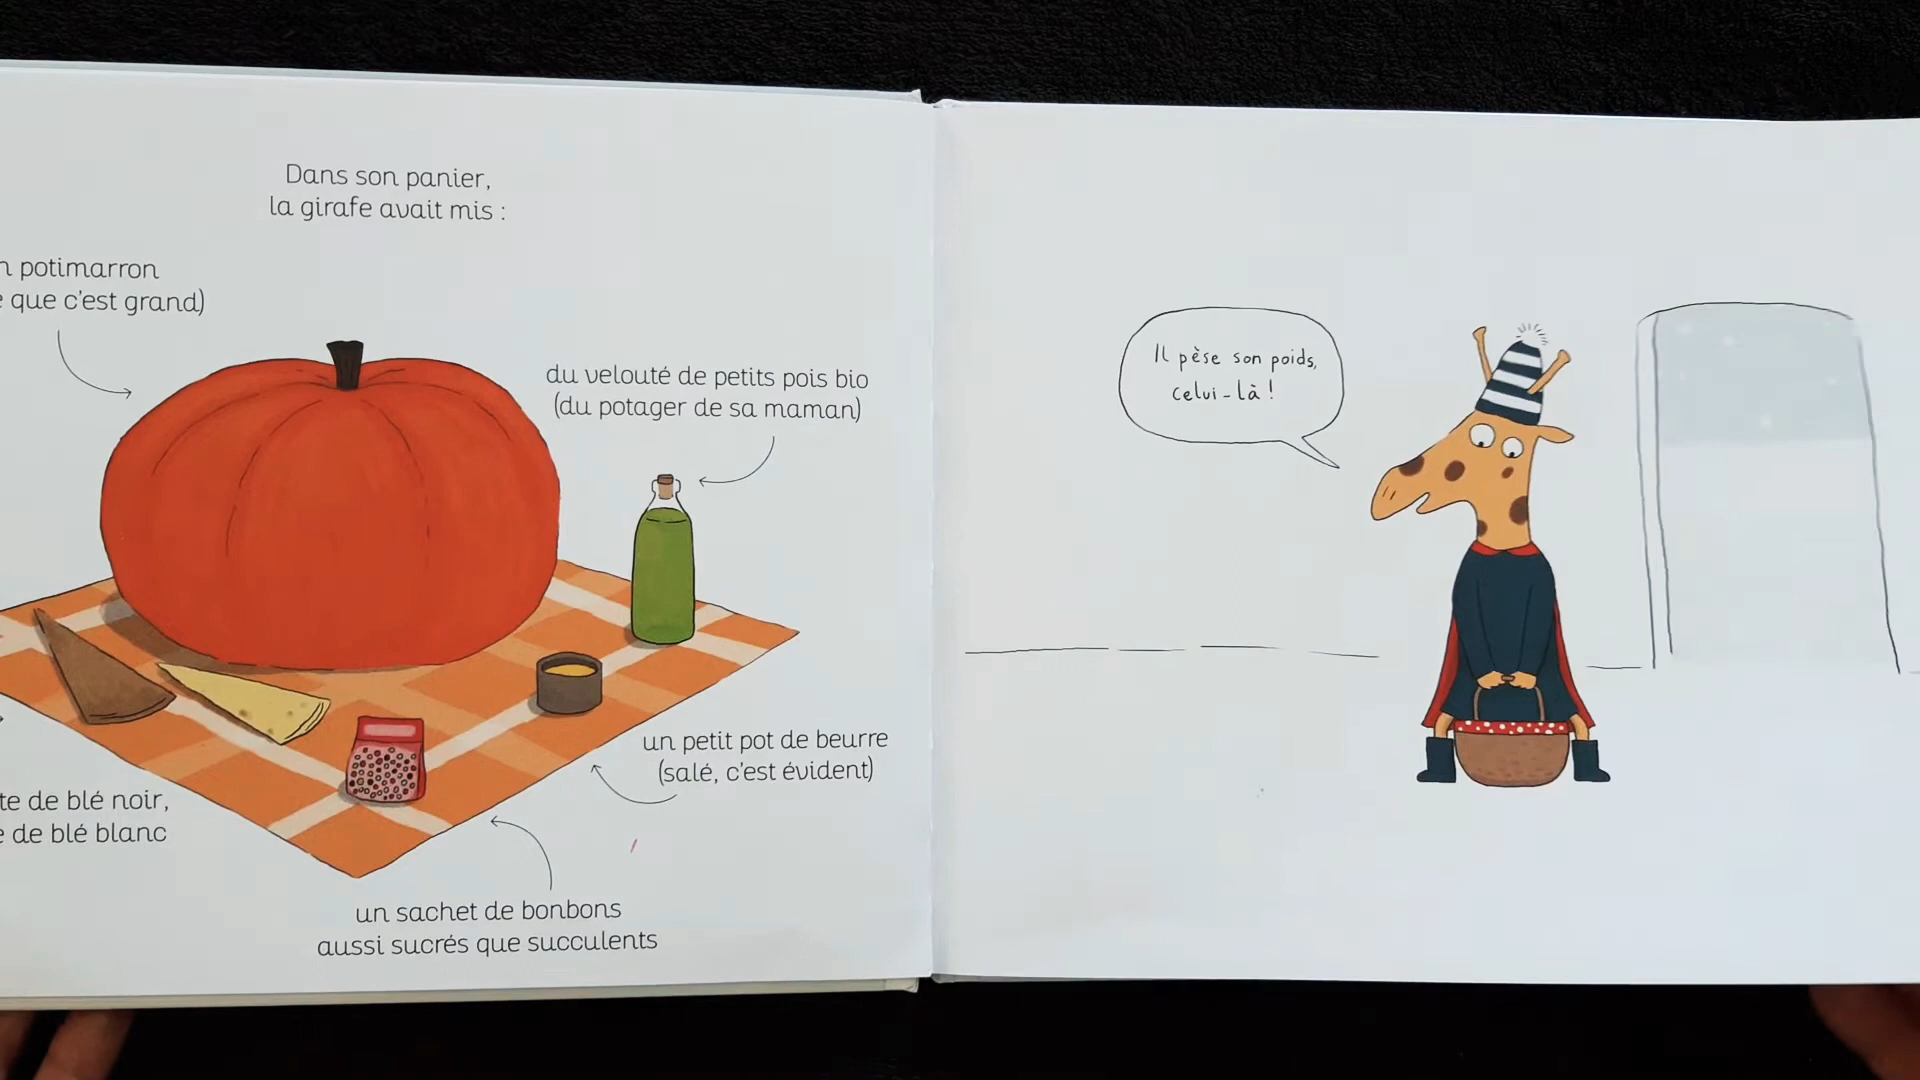 Dans son panier,
la girafe avait mis :
potimarron
que c'est grand)
du velouté de petits pois bio
(du potager de sa maman)
un petit pot de beurre
(salé, c'est évident)
de blé noir,
de blé blanc
un sachet de bonbons
aussi sucrés que succulents
Il pèse son poids,
celui-là !